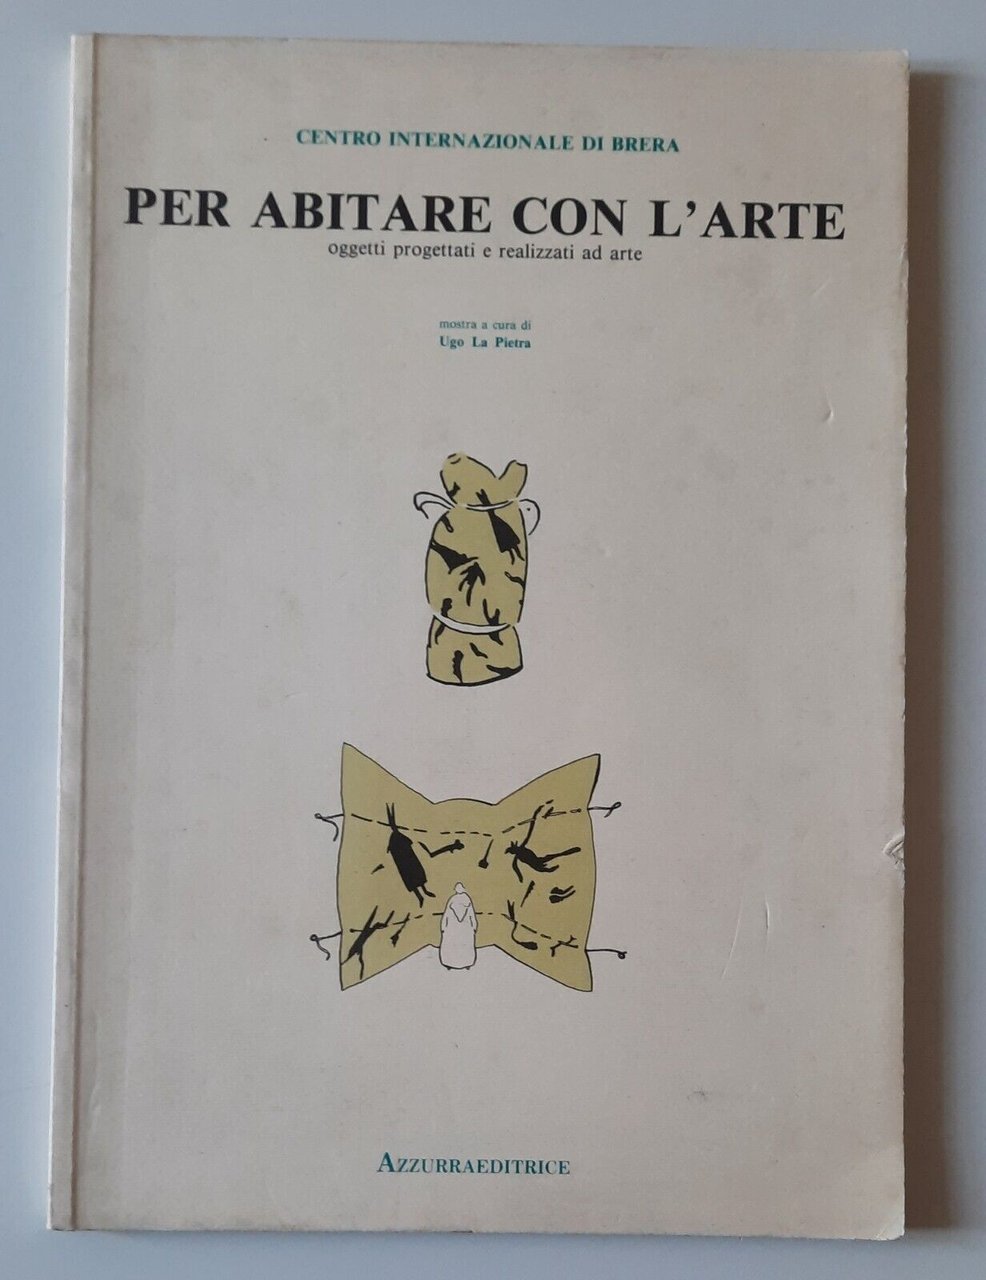 CENTRO INTERNAZIONALE DI BRERA
PER ABITARE CON L'ARTE
oggetti progettati e realizzati ad arte
mostra a cura di
Ugo La Pietra
AZZURRAEDITRICE